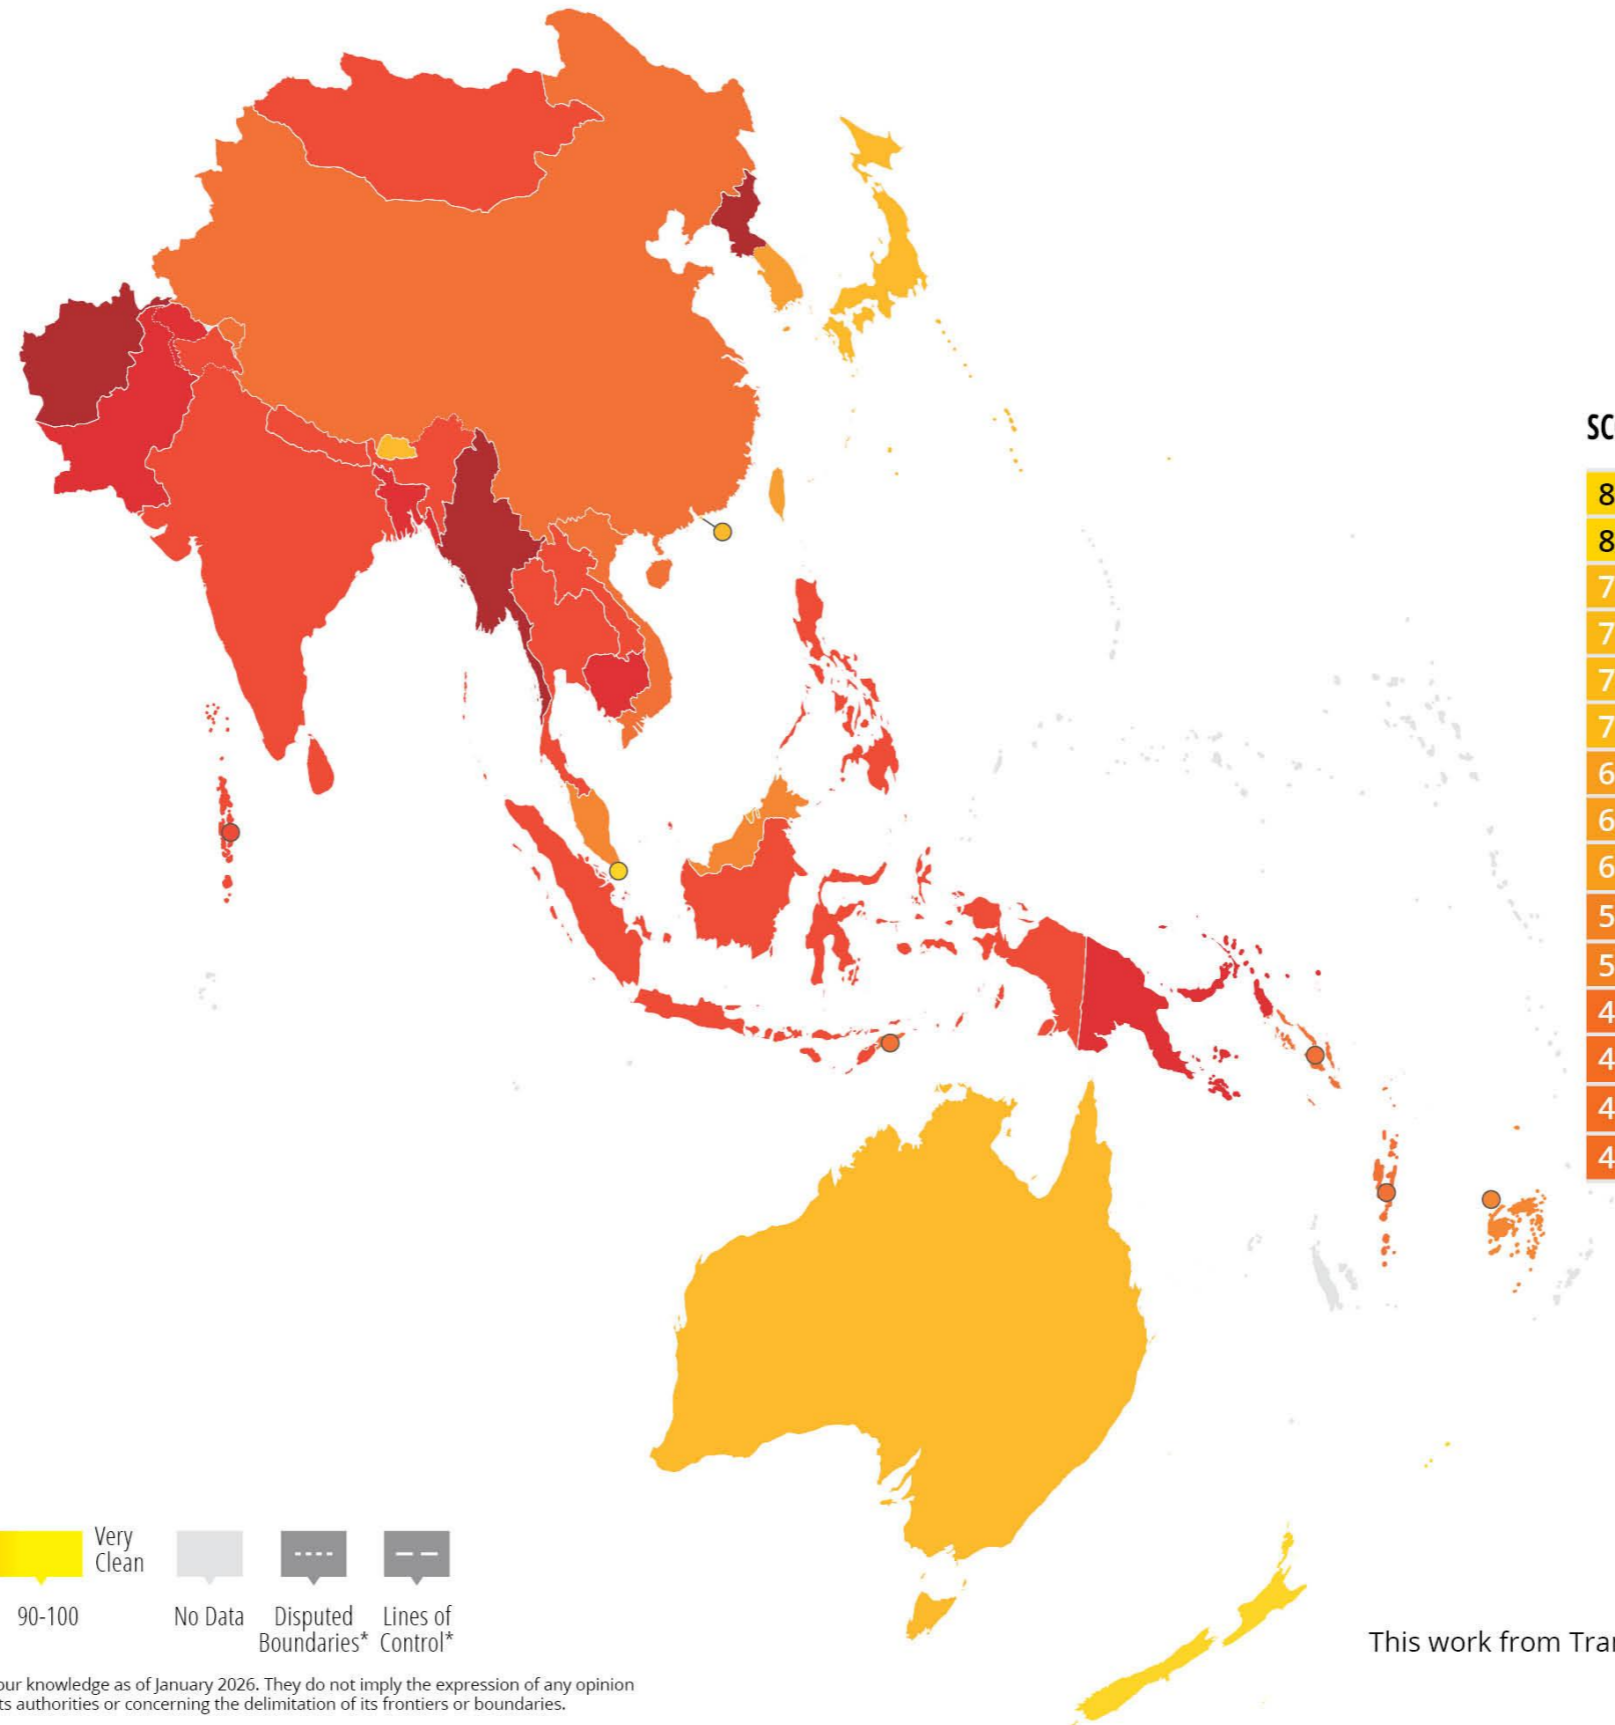 SC
8
8
7
7
7
7
6
6
6
5
5
4
4
4
4
Very
Clean
90-100
No Data
Disputed
Boundaries*
Lines of
Control*
our knowledge as of January 2026. They do not imply the expression of any opinion
ts authorities or concerning the delimitation of its frontiers or boundaries.
This work from Tra